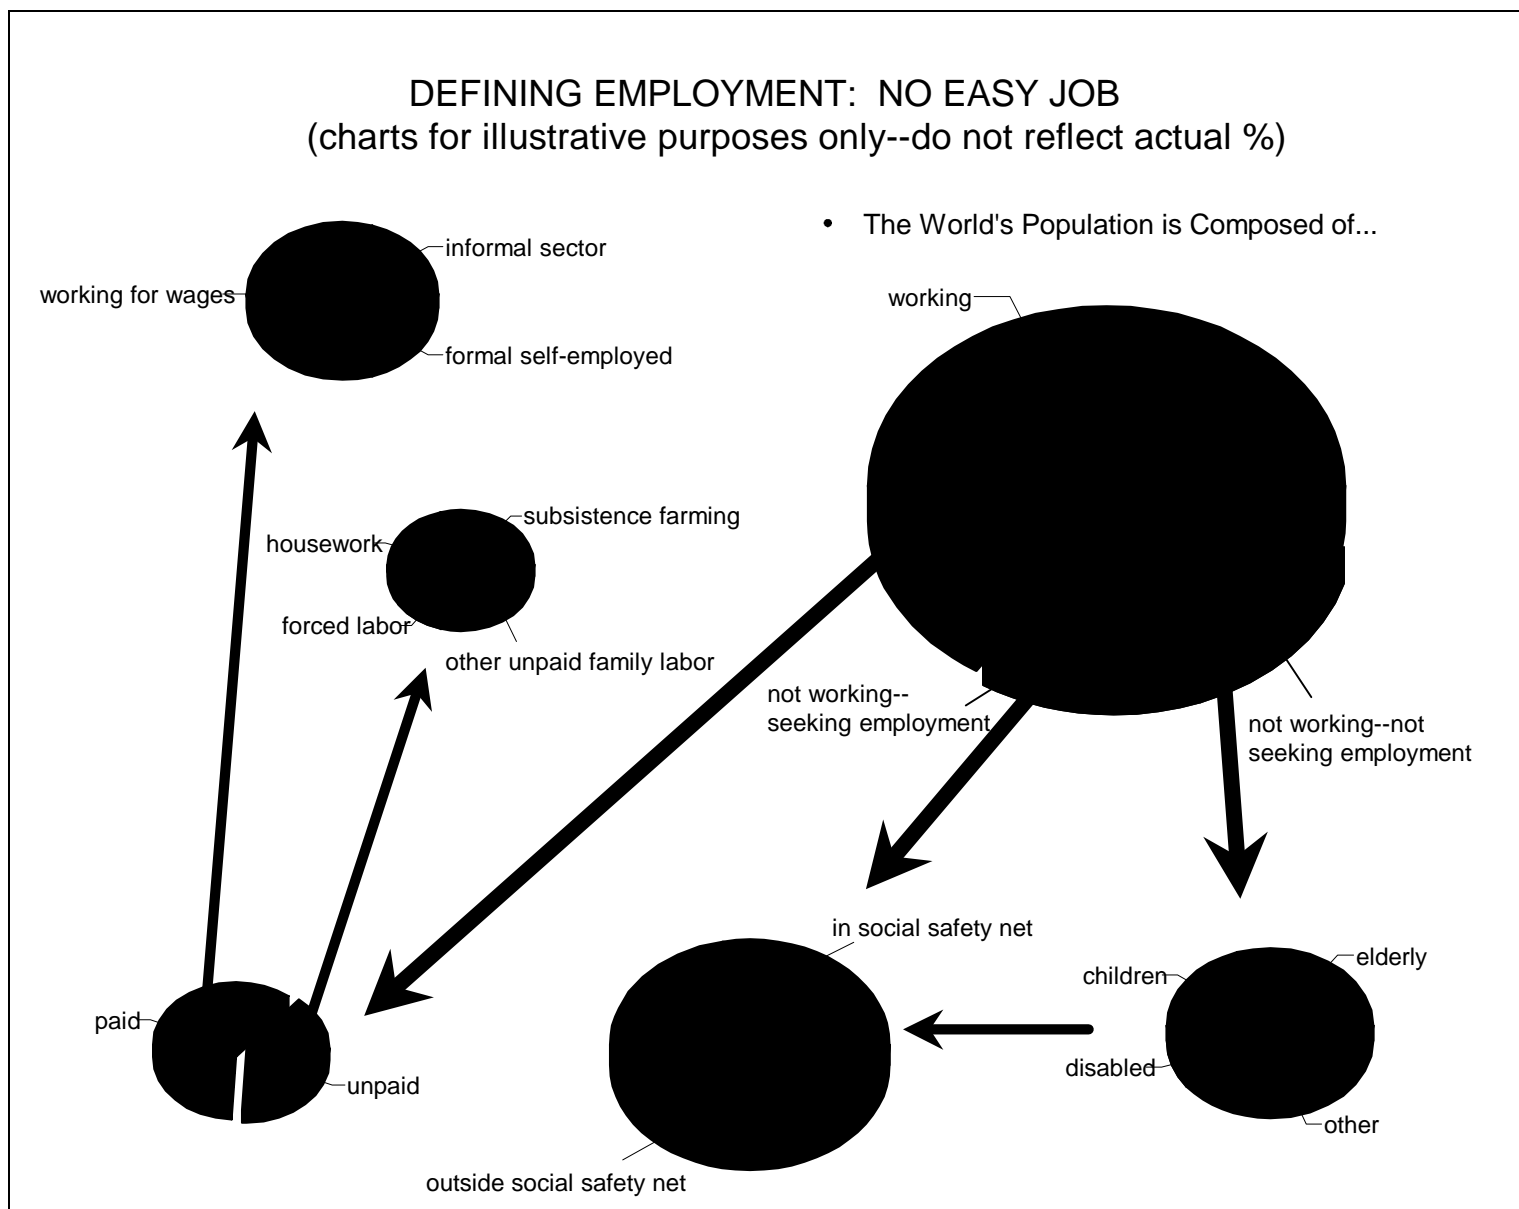 DEFINING EMPLOYMENT: NO EASY JOB
(charts for illustrative purposes only--do not reflect actual %)
• The World's Population is Composed of...
informal sector
working for wages
formal self-employed
working
subsistence farming
housework
forced labor
other unpaid family labor
not working--
seeking employment
not working--not
seeking employment
in social safety net
children
elderly
paid
unpaid
disabled
other
outside social safety net